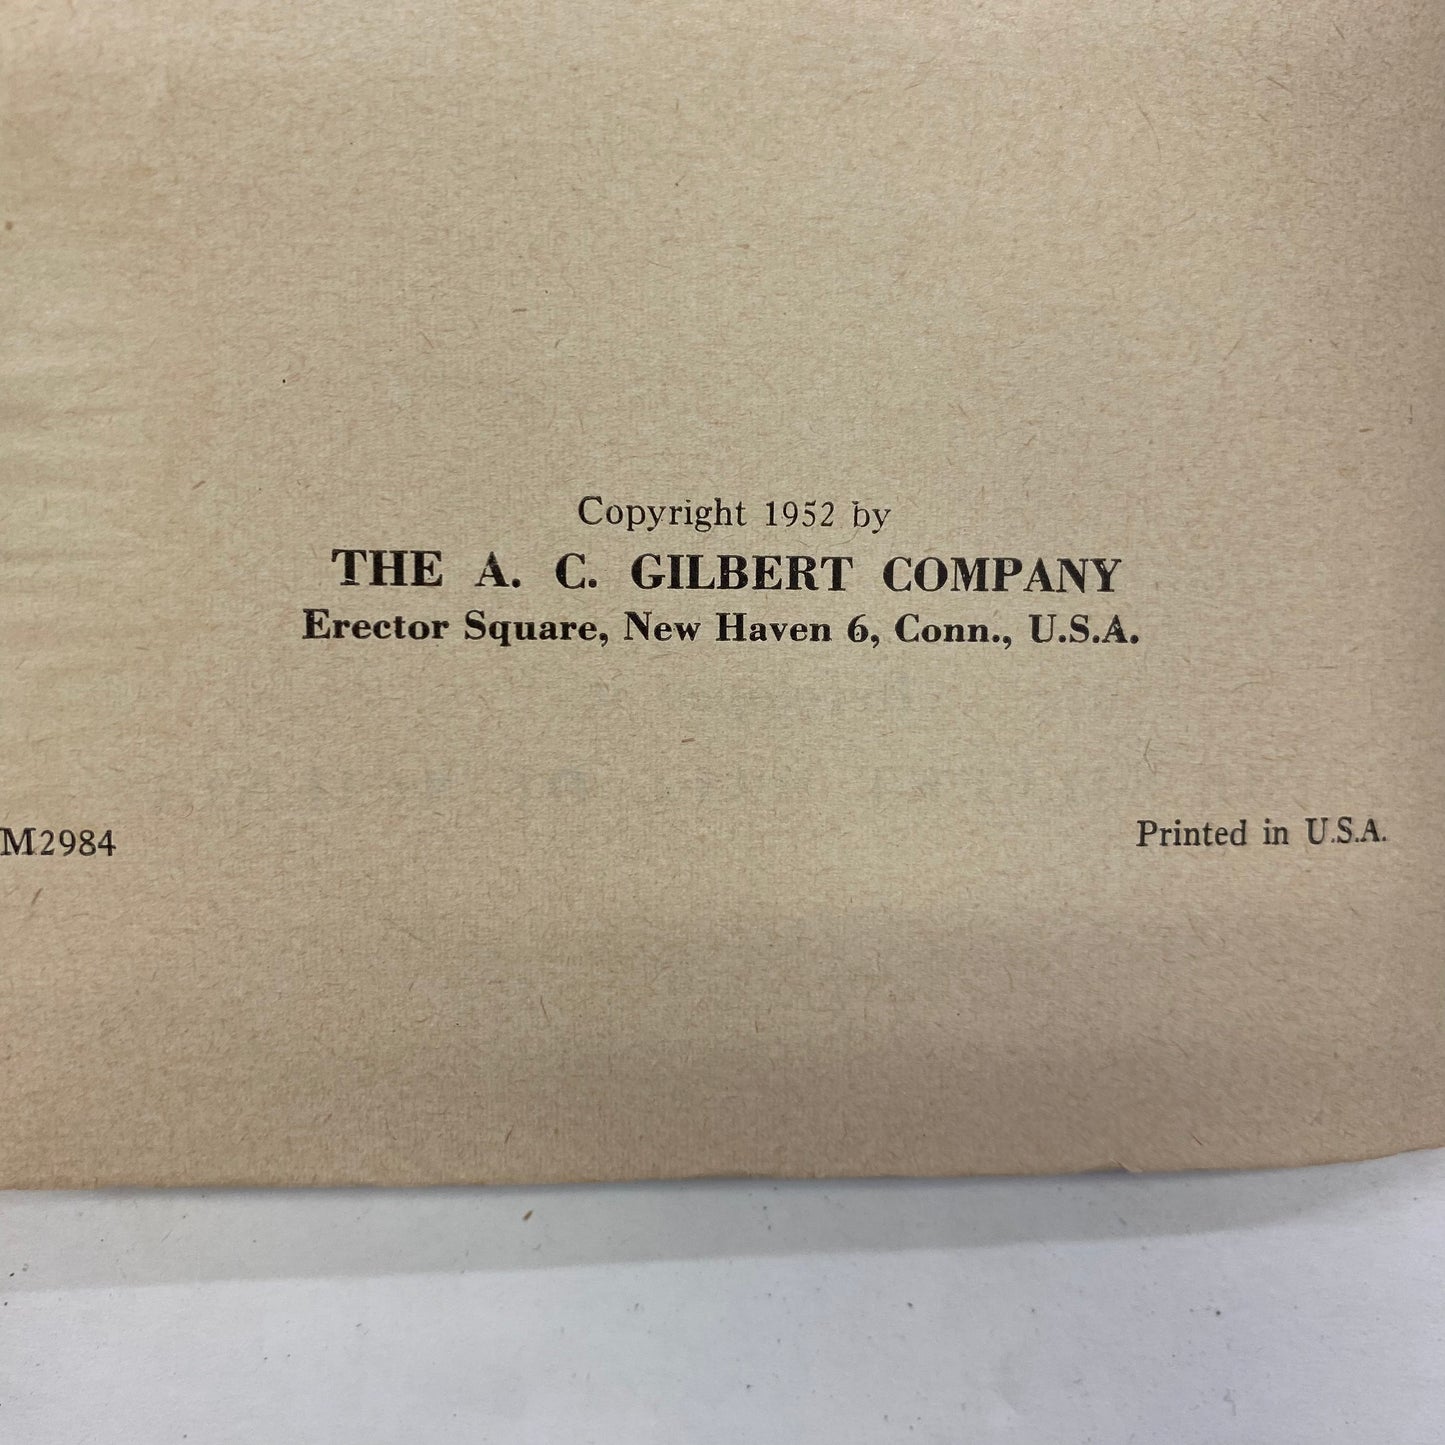 Copyright 1952 by
THE A. C. GILBERT COMPANY
Erector Square, New Haven 6, Conn., U.S.A.
M2984
Printed in U.S.A.